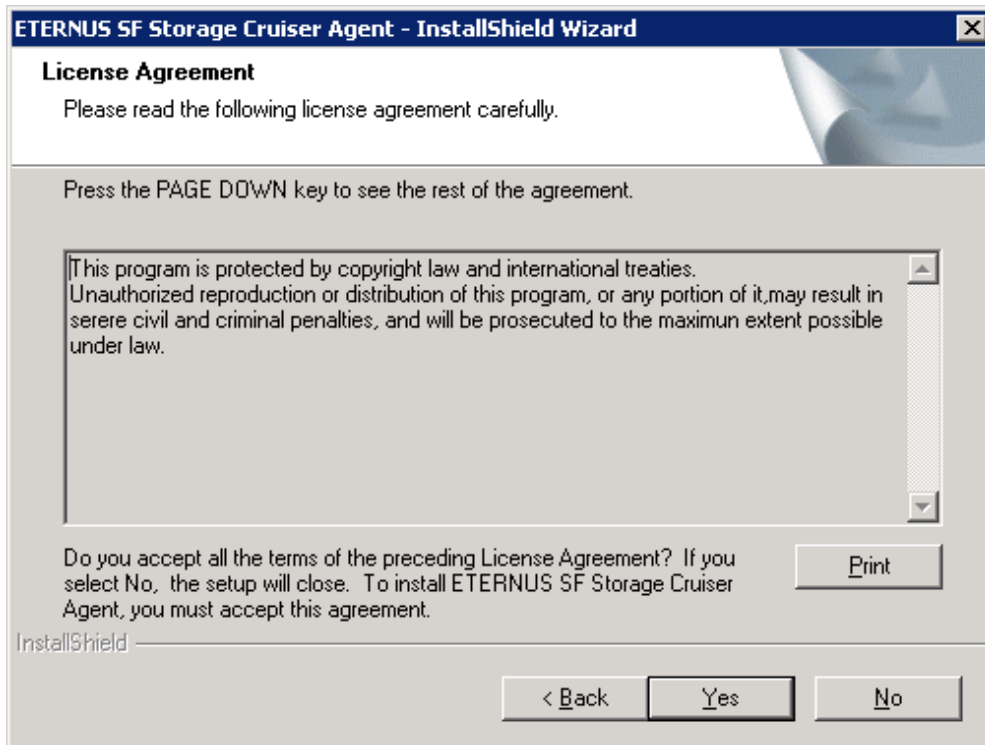 ETERNUS SF Storage Cruiser Agent - InstallShield Wizard
License Agreement
Please read the following license agreement carefully.
Press the PAGE DOWN key to see the rest of the agreement.
This program is protected by copyright law and international treaties.
Unauthorized reproduction or distribution of this program, or any portion of it,may result in
serere civil and criminal penalties, and will be prosecuted to the maximun extent possible
under law.
Do you accept all the terms of the preceding License Agreement?  If you
select No,  the setup will close.  To install ETERNUS SF Storage Cruiser
Agent, you must accept this agreement.
Print
InstallShield
< Back
Yes
No